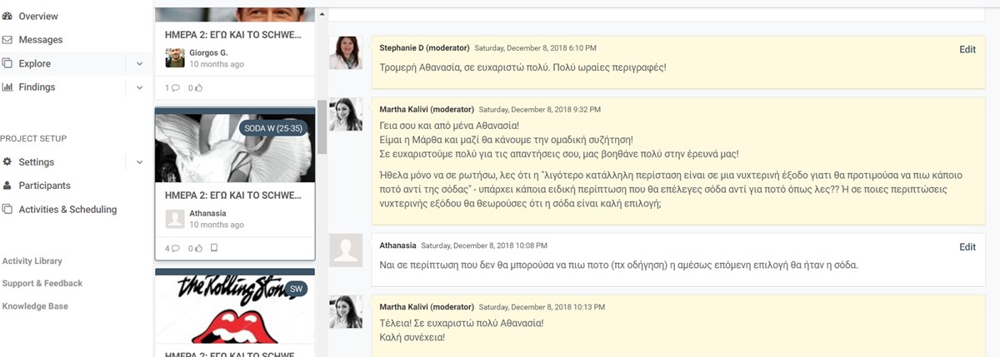 Overview
Messages
Explore
Findings
PROJECT SETUP
Settings
Participants
Activities & Scheduling
Activity Library
Support & Feedback
Knowledge Base
ΗΜΕΡΑ 2: ΕΓΩ ΚΑΙ ΤΟ SCHWE...
Giorgos G.
10 months ago
1 0
SODA W (25-35)
ΗΜΕΡΑ 2: ΕΓΩ ΚΑΙ ΤΟ SCHWE...
Athanasia
10 months ago
4 0
the Rolling Stones
SW
ΗΜΕΡΑ 2: ΕΓΩ ΚΑΙ ΤΟ SCHWE...
Stephanie D (moderator) Saturday, December 8, 2018 6:10 PM
Edit
Τρομερή Αθανασία, σε ευχαριστώ πολύ. Πολύ ωραίες περιγραφές!
Martha Kalivi (moderator) Saturday, December 8, 2018 9:32 PM
Γεια σου και από μένα Αθανασία!
Είμαι η Μάρθα και μαζί θα κάνουμε την ομαδική συζήτηση!
Σε ευχαριστούμε πολύ για τις απαντήσεις σου, μας βοηθάνε πολύ στην έρευνά μας!
Ήθελα μόνο να σε ρωτήσω, λες ότι η "λιγότερο κατάλληλη περίσταση είναι σε μια νυχτερινή έξοδο γιατι θα προτιμούσα να πιω κάποιο
ποτό αντί της σόδας" - υπάρχει κάποια ειδική περίπτωση που θα επέλεγες σόδα αντί για ποτό όπως λες?? Ή σε ποιες περιπτώσεις
νυχτερινής εξόδου θα θεωρούσες ότι η σόδα είναι καλή επιλογή;
Athanasia Saturday, December 8, 2018 10:08 PM
Edit
Ναι σε περίπτωση που δεν θα μπορούσα να πιω ποτο (πχ οδήγηση) η αμέσως επόμενη επιλογή θα ήταν η σόδα.
Martha Kalivi (moderator) Saturday, December 8, 2018 10:13 PM
Τέλεια! Σε ευχαριστώ πολύ Αθανασία!
Καλή συνέχεια!